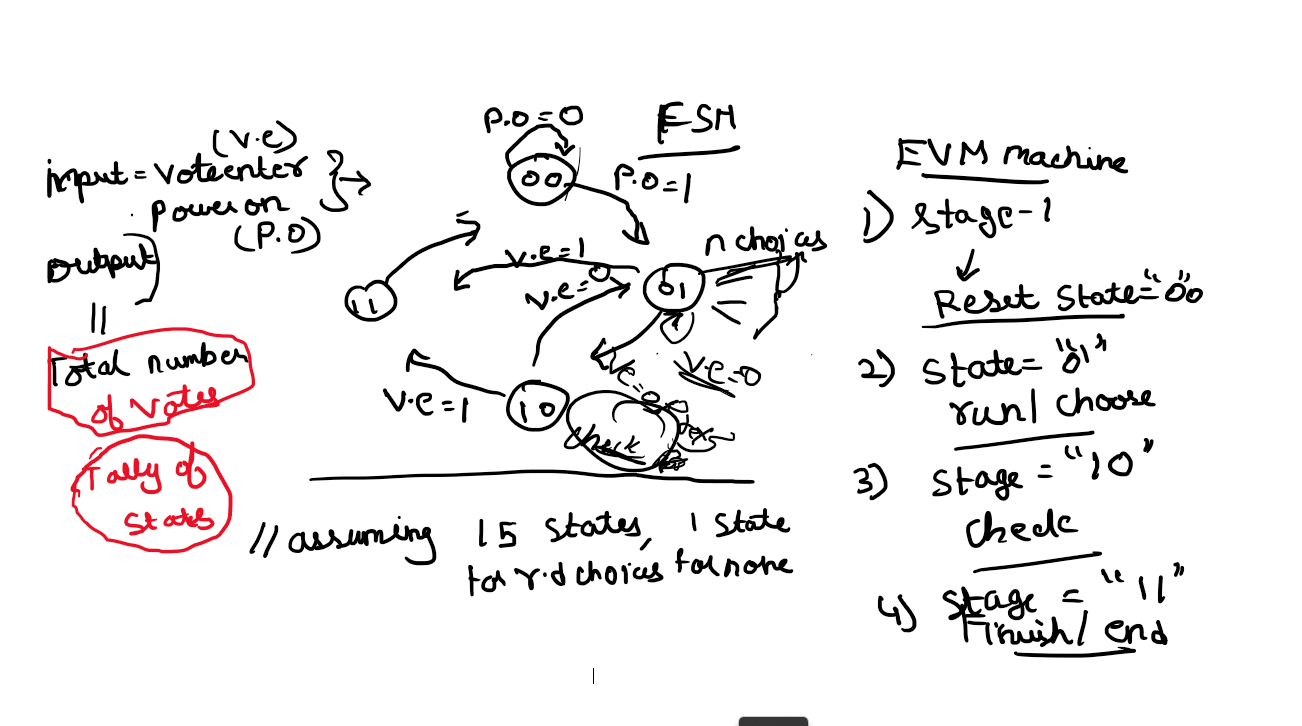 (V.C)
input = Voteenter
Power on
(P.O)
output
||
Total number
of Votes
Tally of
States
P.O = 0
FSM
00
P.O = 1
n choices
V.C = 1
V.C = 0
01
11
V.C = 0
V.C = 1
10
check
// assuming 15 states, 1 state
for r.d choices for none
EVM machine
1) Stage - 1
Reset State = "00"
2) State = "01"
run/ choose
3) Stage = "10"
check
4) Stage = "11"
Finish/ end